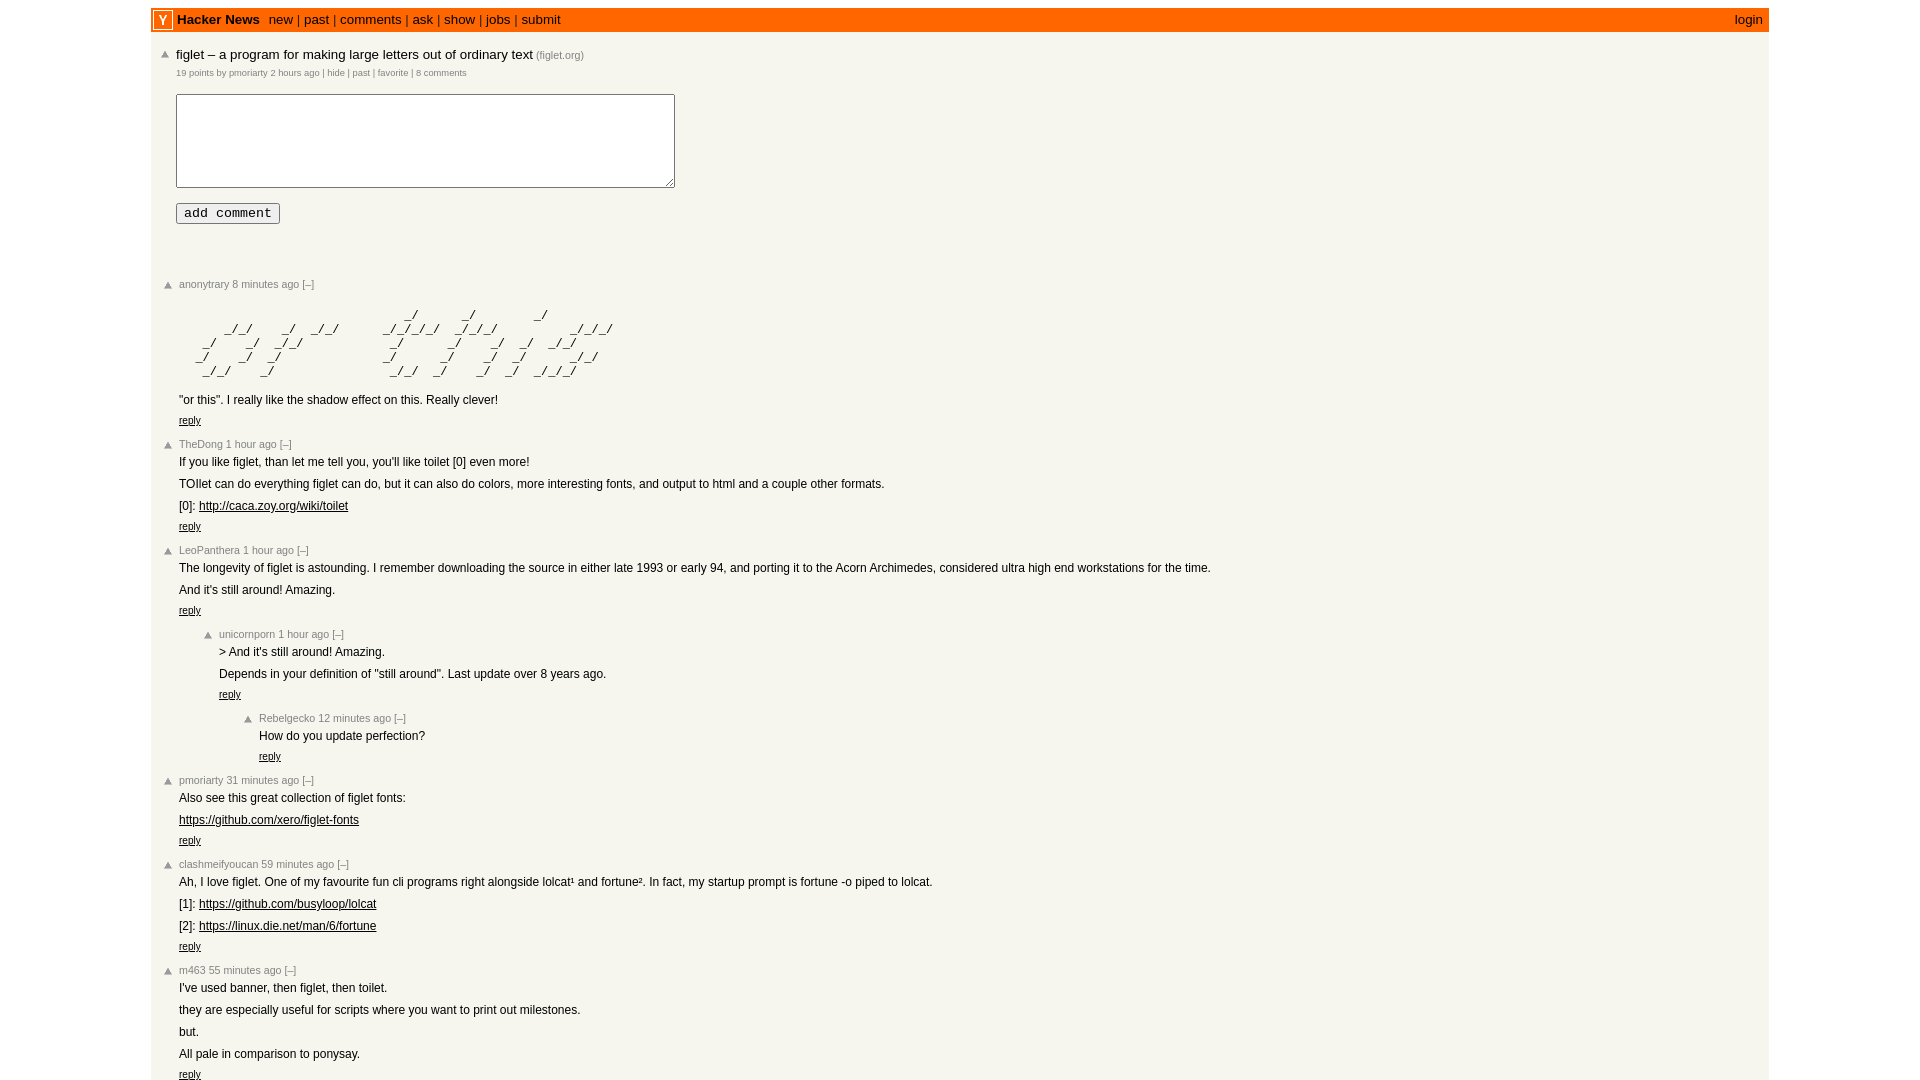 Y Hacker News new | past | comments | ask | show | jobs | submit login
figlet – a program for making large letters out of ordinary text (figlet.org)
19 points by pmoriarty 2 hours ago | hide | past | favorite | 8 comments
add comment
anonytrary 8 minutes ago [–]
                             _/      _/        _/
    _/_/    _/  _/_/      _/_/_/_/  _/_/_/          _/_/_/
 _/    _/  _/_/            _/      _/    _/  _/  _/_/
_/    _/  _/              _/      _/    _/  _/      _/_/
 _/_/    _/                _/_/  _/    _/  _/  _/_/_/
"or this". I really like the shadow effect on this. Really clever!
reply
TheDong 1 hour ago [–]
If you like figlet, than let me tell you, you'll like toilet [0] even more!
TOIlet can do everything figlet can do, but it can also do colors, more interesting fonts, and output to html and a couple other formats.
[0]: http://caca.zoy.org/wiki/toilet
reply
LeoPanthera 1 hour ago [–]
The longevity of figlet is astounding. I remember downloading the source in either late 1993 or early 94, and porting it to the Acorn Archimedes, considered ultra high end workstations for the time.
And it's still around! Amazing.
reply
unicornporn 1 hour ago [–]
> And it's still around! Amazing.
Depends in your definition of "still around". Last update over 8 years ago.
reply
Rebelgecko 12 minutes ago [–]
How do you update perfection?
reply
pmoriarty 31 minutes ago [–]
Also see this great collection of figlet fonts:
https://github.com/xero/figlet-fonts
reply
clashmeifyoucan 59 minutes ago [–]
Ah, I love figlet. One of my favourite fun cli programs right alongside lolcat¹ and fortune². In fact, my startup prompt is fortune -o piped to lolcat.
[1]: https://github.com/busyloop/lolcat
[2]: https://linux.die.net/man/6/fortune
reply
m463 55 minutes ago [–]
I've used banner, then figlet, then toilet.
they are especially useful for scripts where you want to print out milestones.
but.
All pale in comparison to ponysay.
reply